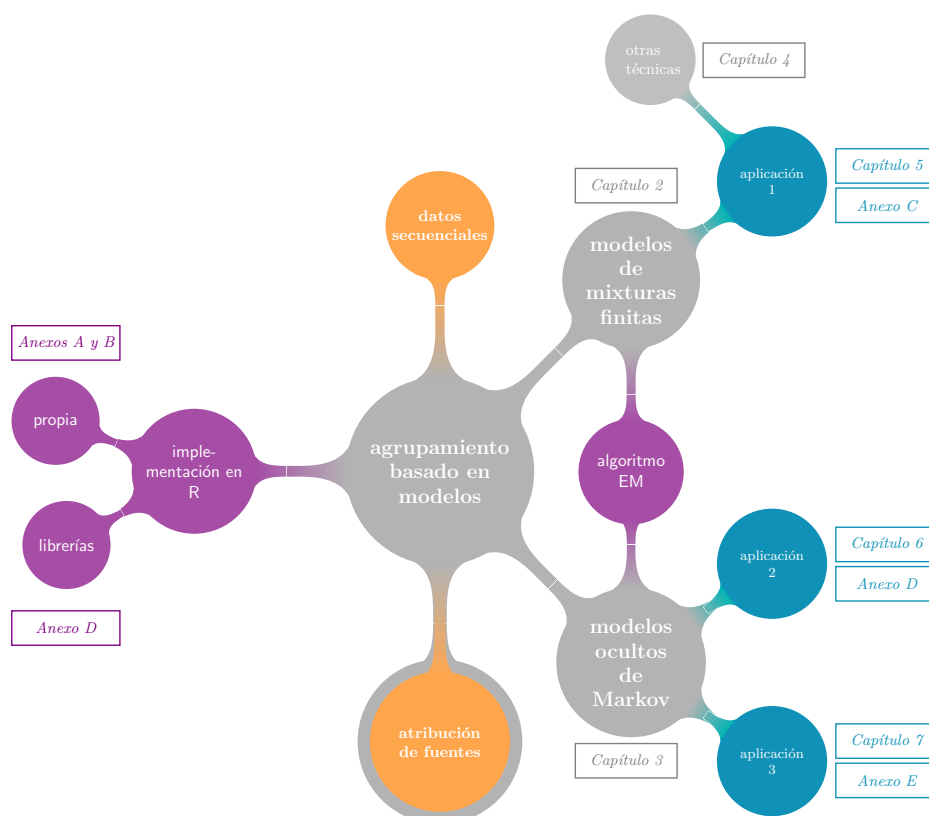 otras
técnicas
Capítulo 4
aplicación
1
Capítulo 5
Anexo C
Capítulo 2
modelos
de
mixturas
finitas
datos
secuenciales
Anexos A y B
propia
imple-
mentación en
R
librerías
Anexo D
agrupamiento
basado en
modelos
algoritmo
EM
aplicación
2
Capítulo 6
Anexo D
modelos
ocultos
de
Markov
Capítulo 3
atribución
de fuentes
aplicación
3
Capítulo 7
Anexo E